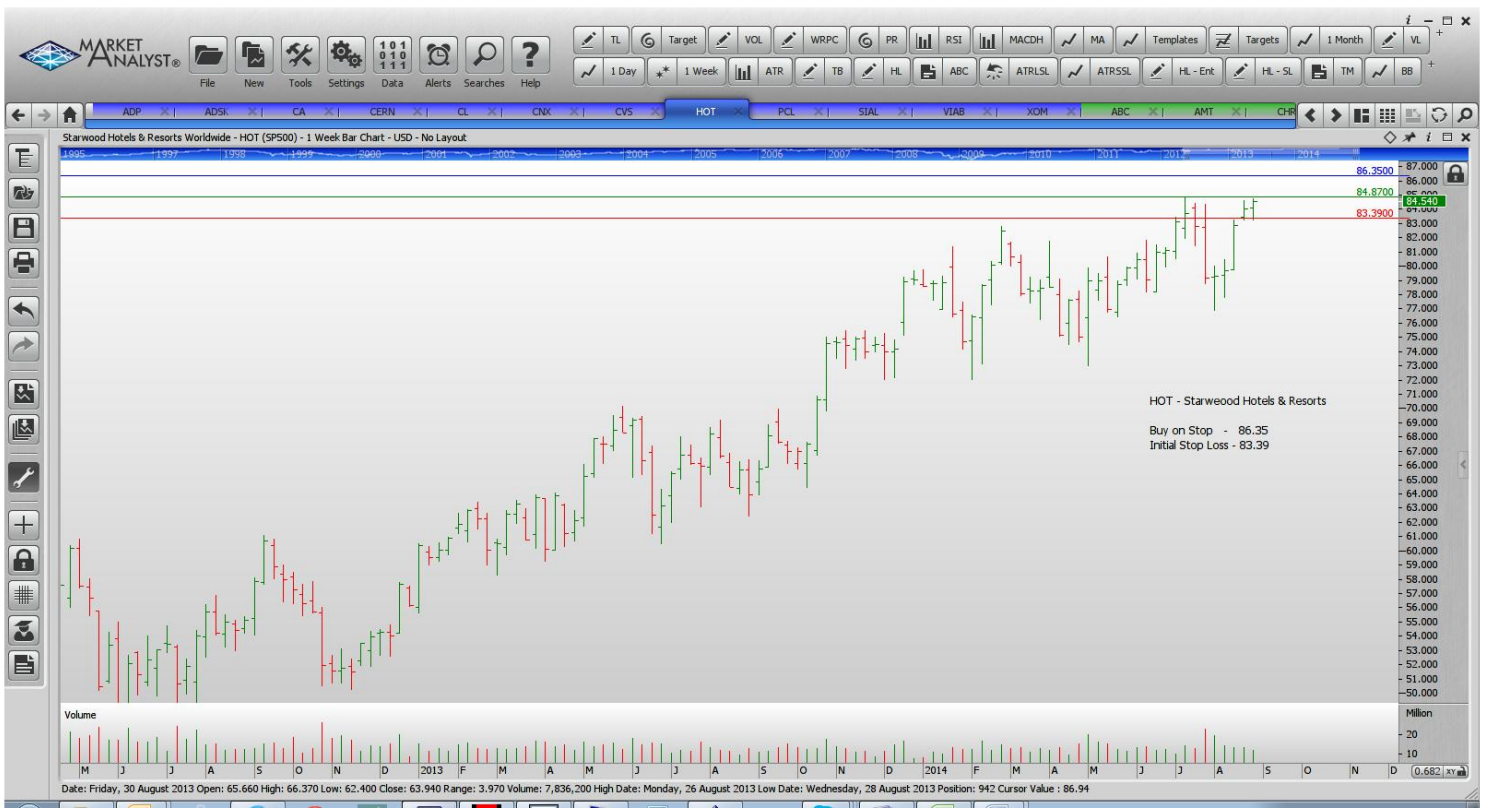 MARKET
ANALYST®
File New Tools Settings Data Alerts Searches Help
TL Target VOL WRPC PR RSI MACDH MA Templates Targets 1 Month VL +
1 Day 1 Week ATR TB HL ABC ATRLSL ATRSSL HL - Ent HL - SL TM BB +
ADP ADSK CA CERN CL CNX CVS HOT PCL SIAL VIAB XOM ABC AMT CHR
Starwood Hotels & Resorts Worldwide - HOT (SP500) - 1 Week Bar Chart - USD - No Layout
1995 1997 1998 1999 2000 2001 2002 2003 2004 2005 2006 2007 2008 2009 2010 2011 2012 2013 2014
87.000
86.3500
86.000
84.8700
85.000
84.540
84.000
83.3900
83.000
82.000
81.000
80.000
79.000
78.000
77.000
76.000
75.000
74.000
73.000
72.000
71.000
HOT - Starweood Hotels & Resorts
70.000
69.000
Buy on Stop - 86.35
68.000
Initial Stop Loss - 83.39
67.000
66.000
65.000
64.000
63.000
62.000
61.000
60.000
59.000
58.000
57.000
56.000
55.000
54.000
53.000
52.000
51.000
50.000
Volume
Million
20
10
M J J A S O N D 2013 F M A M J J A S O N D 2014 F M A M J J A S O N D
0.682 XY
Date: Friday, 30 August 2013 Open: 65.660 High: 66.370 Low: 62.400 Close: 63.940 Range: 3.970 Volume: 7,836,200 High Date: Monday, 26 August 2013 Low Date: Wednesday, 28 August 2013 Position: 942 Cursor Value : 86.94